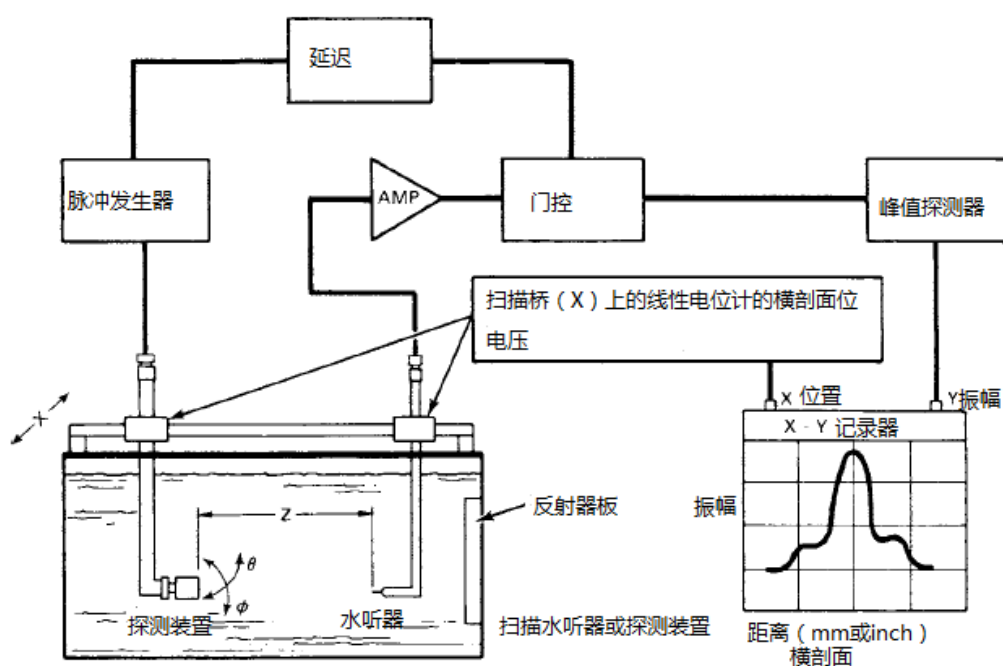 延迟
脉冲发生器
AMP
门控
峰值探测器
扫描桥（X）上的线性电位计的横剖面位
电压
X
X 位置
Y振幅
X - Y 记录器
振幅
反射器板
Z
θ
φ
探测装置
水听器
扫描水听器或探测装置
距离（mm或inch）
横剖面